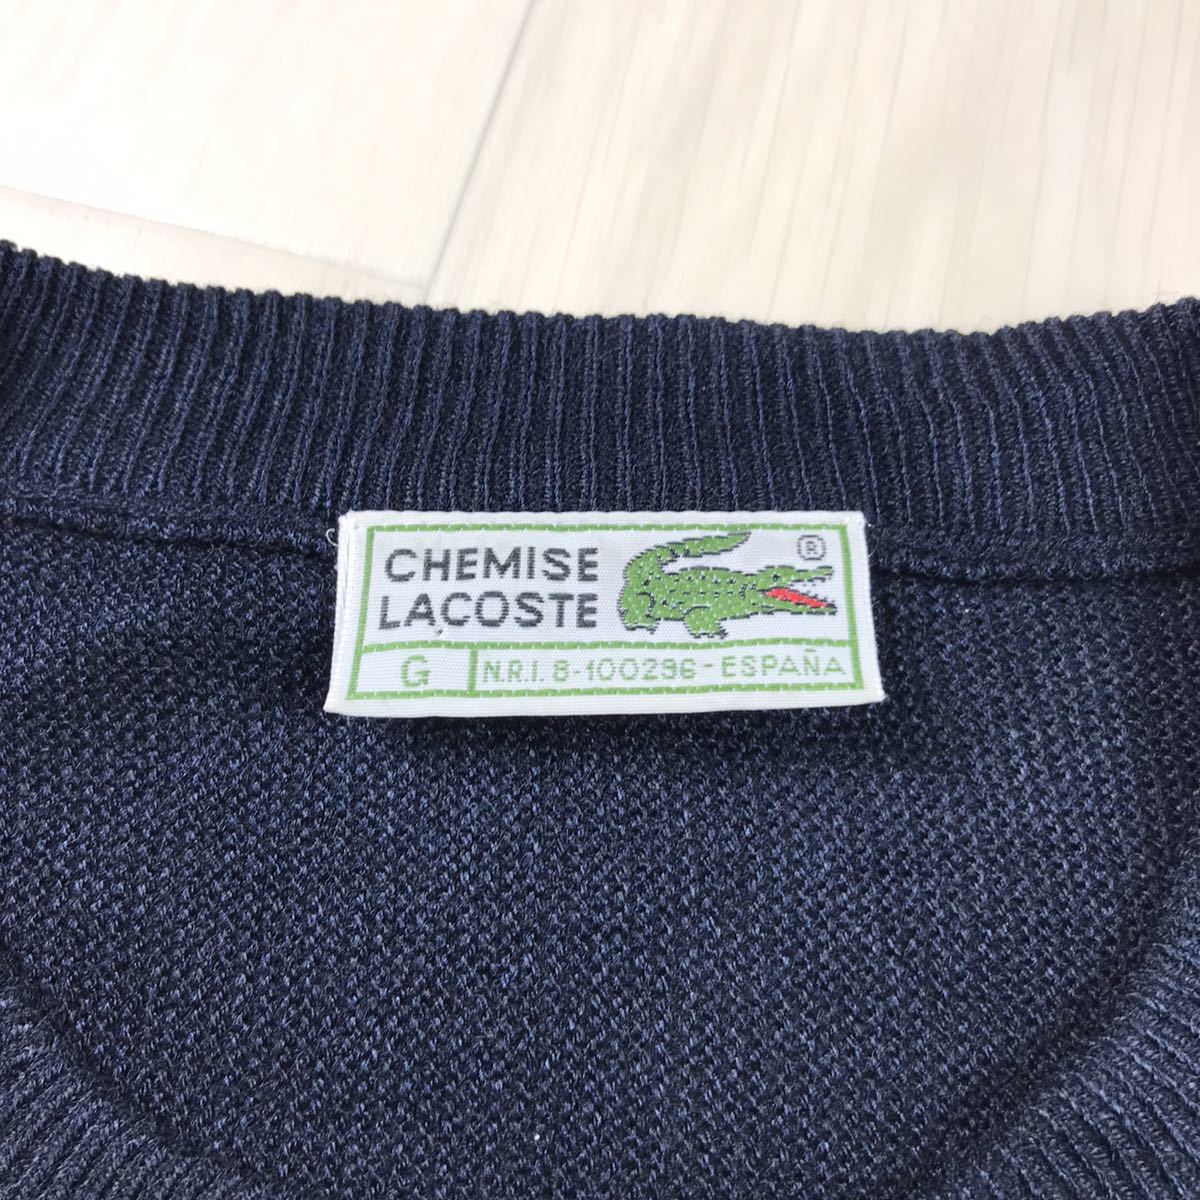 CHEMISE
LACOSTE
®
G
N.R.I. 8-100296-ESPAÑA